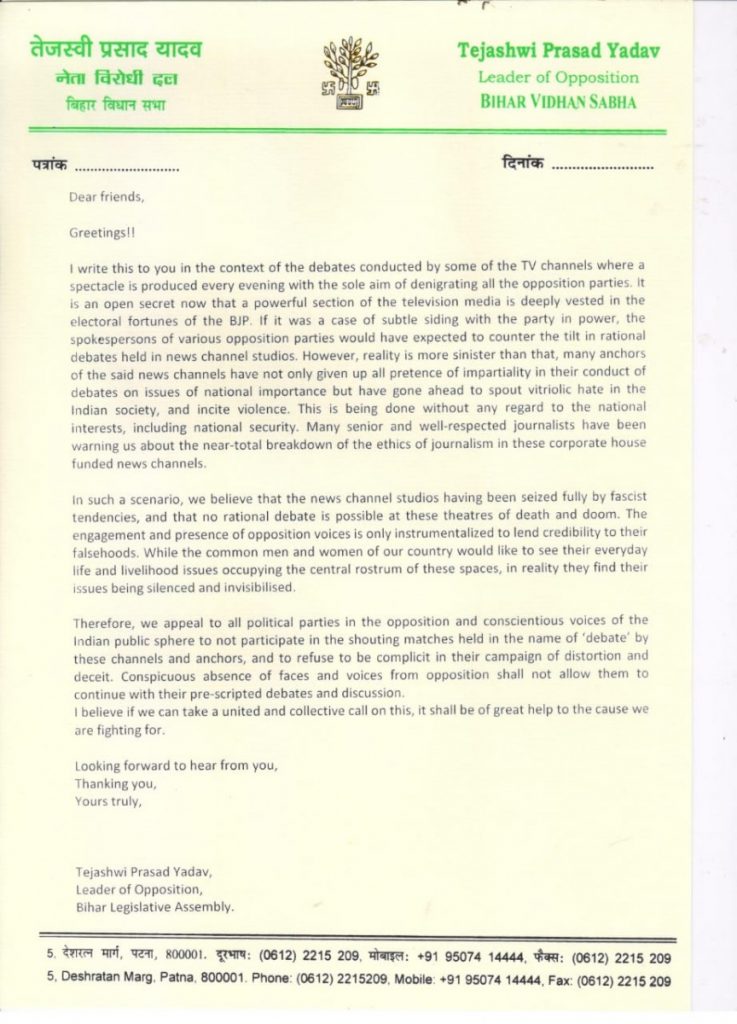 तेजस्वी प्रसाद यादव
नेता विरोधी दल
बिहार विधान सभा
Tejashwi Prasad Yadav
Leader of Opposition
BIHAR VIDHAN SABHA
पत्रांक ............................
दिनांक ...........................
Dear friends,
Greetings!!
I write this to you in the context of the debates conducted by some of the TV channels where a
spectacle is produced every evening with the sole aim of denigrating all the opposition parties. It
is an open secret now that a powerful section of the television media is deeply vested in the
electoral fortunes of the BJP. If it was a case of subtle siding with the party in power, the
spokespersons of various opposition parties would have expected to counter the tilt in rational
debates held in news channel studios. However, reality is more sinister than that, many anchors
of the said news channels have not only given up all pretence of impartiality in their conduct of
debates on issues of national importance but have gone ahead to spout vitriolic hate in the
Indian society, and incite violence. This is being done without any regard to the national
interests, including national security. Many senior and well-respected journalists have been
warning us about the near-total breakdown of the ethics of journalism in these corporate house
funded news channels.
In such a scenario, we believe that the news channel studios having been seized fully by fascist
tendencies, and that no rational debate is possible at these theatres of death and doom. The
engagement and presence of opposition voices is only instrumentalized to lend credibility to their
falsehoods. While the common men and women of our country would like to see their everyday
life and livelihood issues occupying the central rostrum of these spaces, in reality they find their
issues being silenced and invisibilised.
Therefore, we appeal to all political parties in the opposition and conscientious voices of the
Indian public sphere to not participate in the shouting matches held in the name of ‘debate’ by
these channels and anchors, and to refuse to be complicit in their campaign of distortion and
deceit. Conspicuous absence of faces and voices from opposition shall not allow them to
continue with their pre-scripted debates and discussion.
I believe if we can take a united and collective call on this, it shall be of great help to the cause we
are fighting for.
Looking forward to hear from you,
Thanking you,
Yours truly,
Tejashwi Prasad Yadav,
Leader of Opposition,
Bihar Legislative Assembly.
5, देशरत्न मार्ग, पटना, 800001. दूरभाष: (0612) 2215 209, मोबाइल: +91 95074 14444, फैक्स: (0612) 2215 209
5, Deshratan Marg, Patna, 800001. Phone: (0612) 2215209, Mobile: +91 95074 14444, Fax: (0612) 2215 209